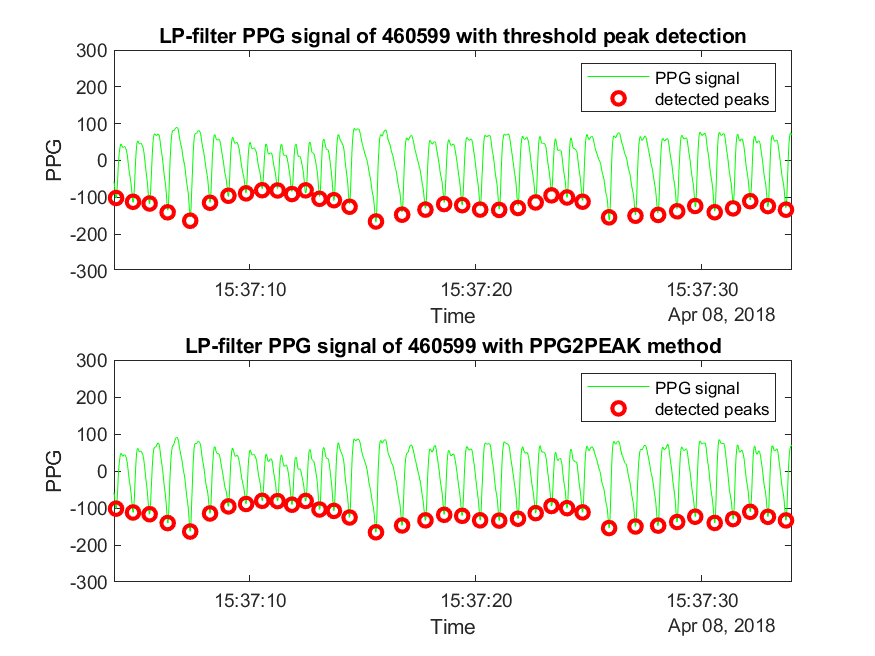 LP-filter PPG signal of 460599 with threshold peak detection
300
200
100
0
-100
-200
-300
PPG
PPG signal
detected peaks
15:37:10
15:37:20
15:37:30
Time
Apr 08, 2018
LP-filter PPG signal of 460599 with PPG2PEAK method
300
200
100
0
-100
-200
-300
PPG
PPG signal
detected peaks
15:37:10
15:37:20
15:37:30
Time
Apr 08, 2018